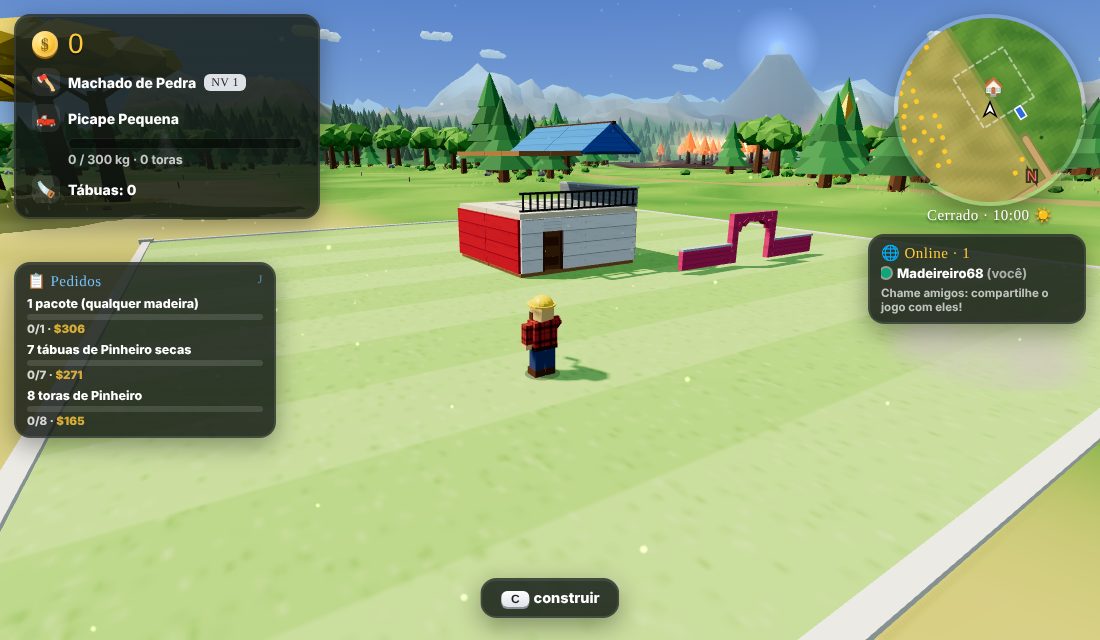 0
Machado de Pedra NV 1
Picape Pequena
0 / 300 kg · 0 toras
Tábuas: 0
Pedidos J
1 pacote (qualquer madeira)
0/1 · $306
7 tábuas de Pinheiro secas
0/7 · $271
8 toras de Pinheiro
0/8 · $165
N
Cerrado · 10:00
Online · 1
Madeireiro68 (você)
Chame amigos: compartilhe o
jogo com eles!
C construir